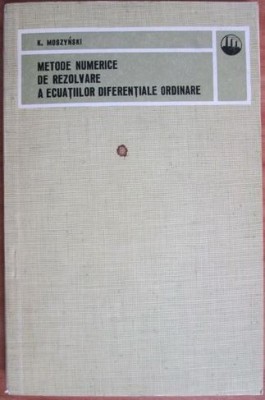 K. MOSZYŃSKI
METODE NUMERICE
DE REZOLVARE
A ECUAȚIILOR DIFERENȚIALE ORDINARE